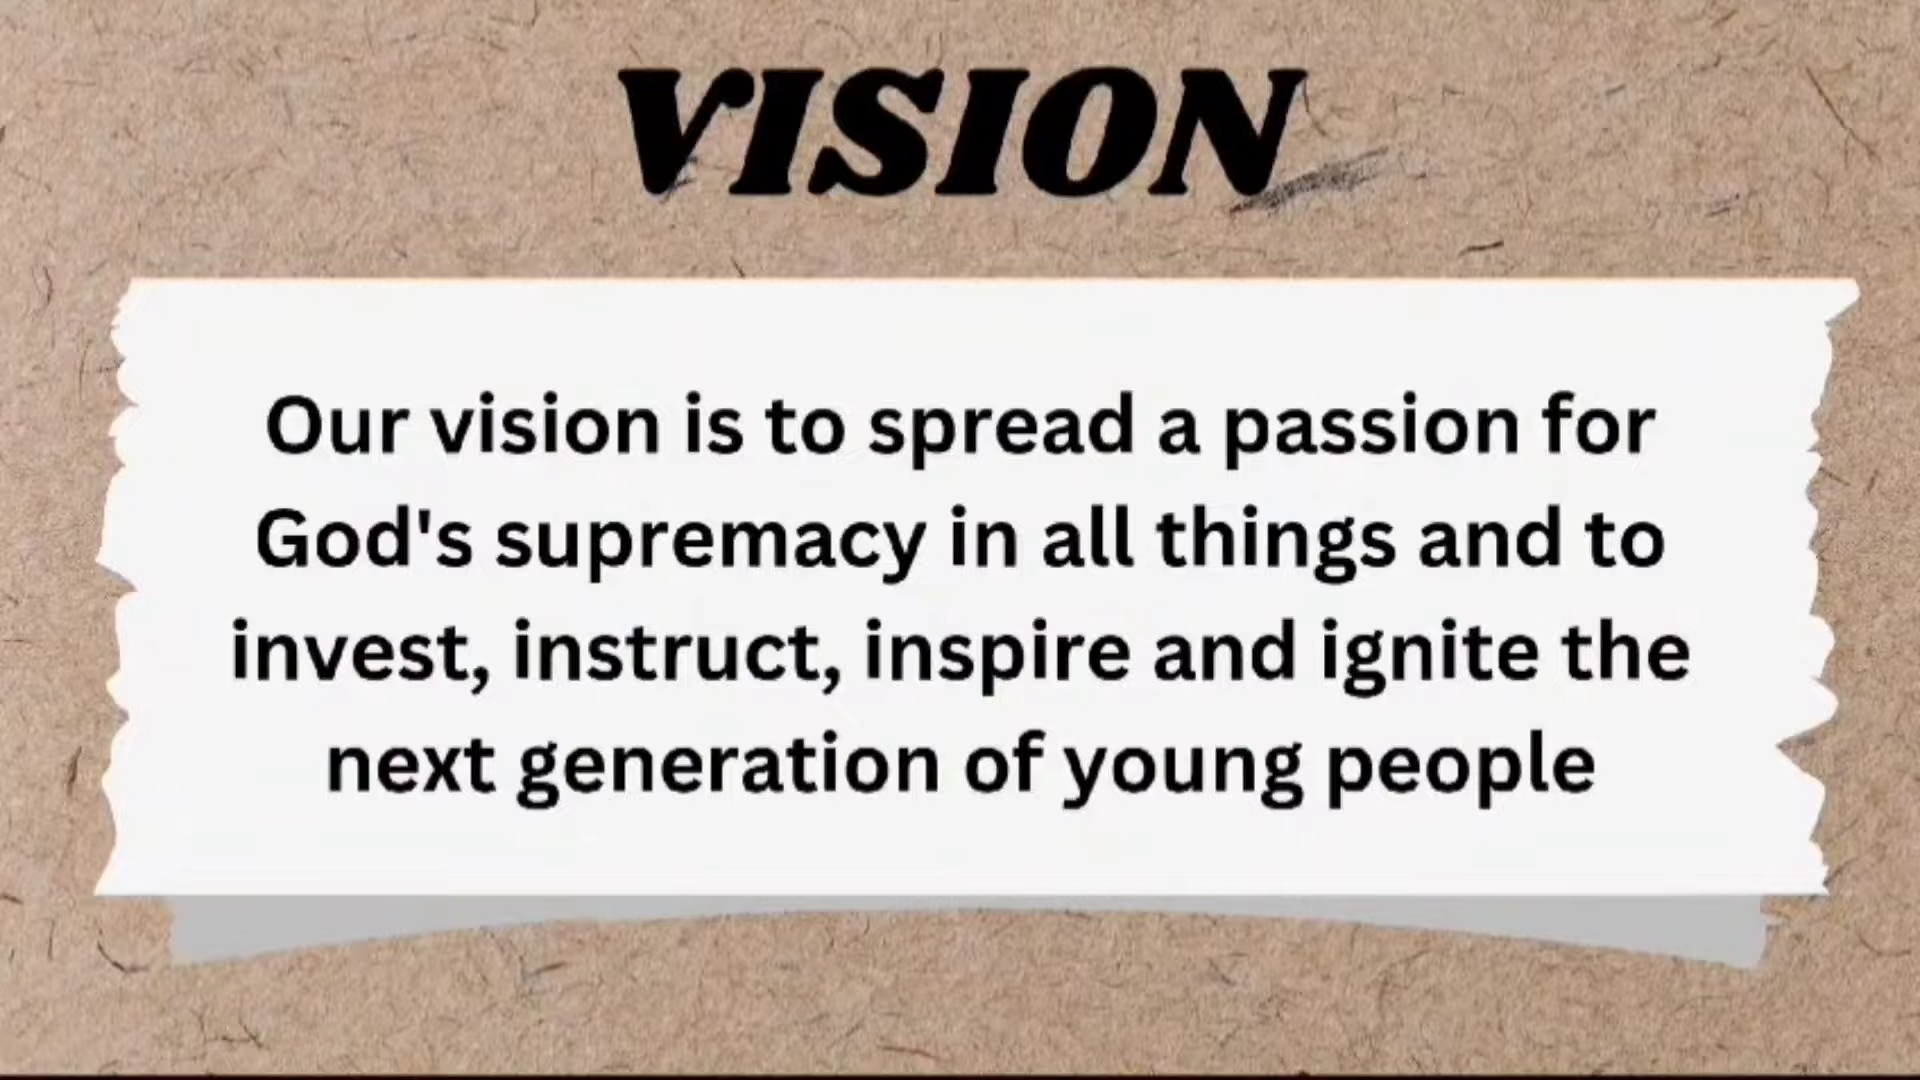 VISION
Our vision is to spread a passion for
God's supremacy in all things and to
invest, instruct, inspire and ignite the
next generation of young people